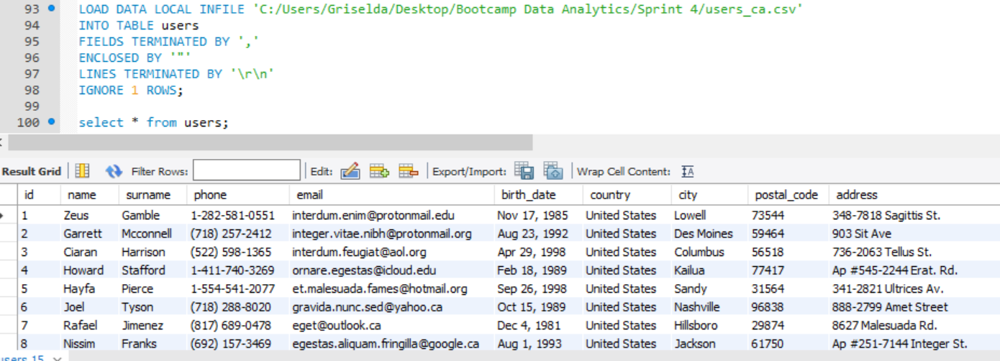 93 LOAD DATA LOCAL INFILE 'C:/Users/Griselda/Desktop/Bootcamp Data Analytics/Sprint 4/users_ca.csv'
94 INTO TABLE users
95 FIELDS TERMINATED BY ','
96 ENCLOSED BY '"'
97 LINES TERMINATED BY '\r\n'
98 IGNORE 1 ROWS;
99
100 select * from users;
Result Grid Filter Rows: Edit: Export/Import: Wrap Cell Content: IA
id name surname phone email birth_date country city postal_code address
1 Zeus Gamble 1-282-581-0551 interdum.enim@protonmail.edu Nov 17, 1985 United States Lowell 73544 348-7818 Sagittis St.
2 Garrett Mcconnell (718) 257-2412 integer.vitae.nibh@protonmail.org Aug 23, 1992 United States Des Moines 59464 903 Sit Ave
3 Ciaran Harrison (522) 598-1365 interdum.feugiat@aol.org Apr 29, 1998 United States Columbus 56518 736-2063 Tellus St.
4 Howard Stafford 1-411-740-3269 ornare.egestas@icloud.edu Feb 18, 1989 United States Kailua 77417 Ap #545-2244 Erat. Rd.
5 Hayfa Pierce 1-554-541-2077 et.malesuada.fames@hotmail.org Sep 26, 1998 United States Sandy 31564 341-2821 Ultrices Av.
6 Joel Tyson (718) 288-8020 gravida.nunc.sed@yahoo.ca Oct 15, 1989 United States Nashville 96838 888-2799 Amet Street
7 Rafael Jimenez (817) 689-0478 eget@outlook.ca Dec 4, 1981 United States Hillsboro 29874 8627 Malesuada Rd.
8 Nissim Franks (692) 157-3469 egestas.aliquam.fringilla@google.ca Aug 1, 1993 United States Jackson 61750 Ap #251-7144 Integer St.
users 15